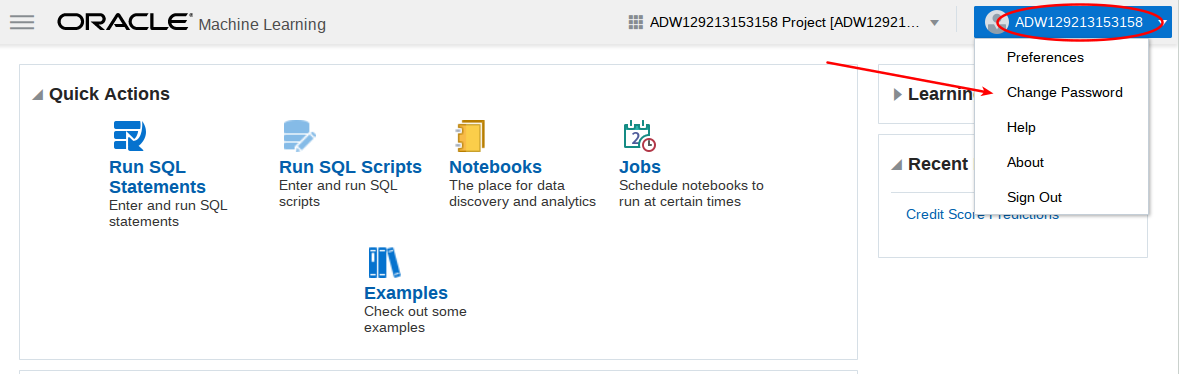 ORACLE Machine Learning
ADW129213153158 Project [ADW12921...
ADW129213153158
Preferences
Change Password
Help
About
Sign Out
Quick Actions
Run SQL
Statements
Enter and run SQL
statements
Run SQL Scripts
Enter and run SQL
scripts
Notebooks
The place for data
discovery and analytics
2
Jobs
Schedule notebooks to
run at certain times
Examples
Check out some
examples
Learnin
Recent
Credit Score Predictions